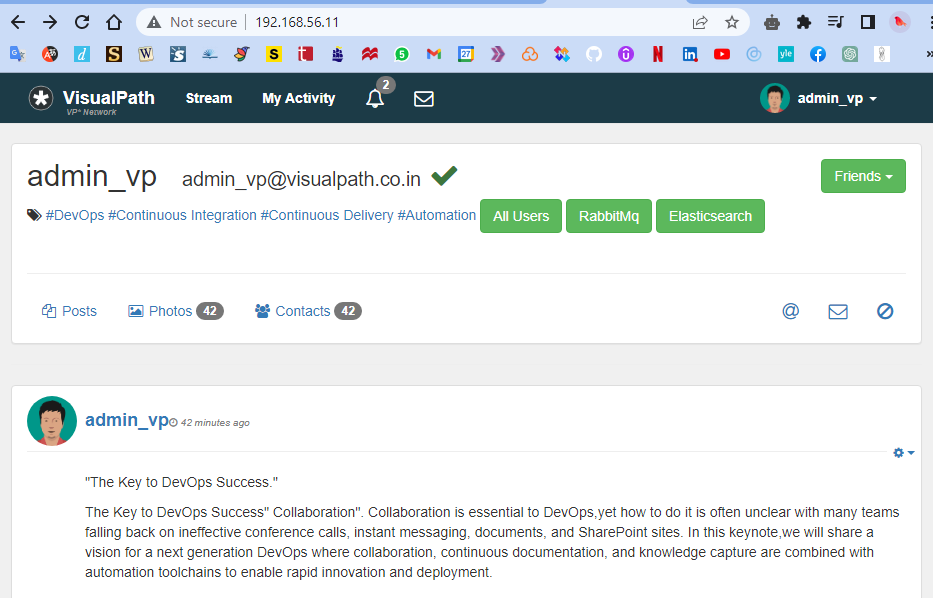 Not secure 192.168.56.11
VisualPath Stream My Activity 2 admin_vp
VP* Network
admin_vp admin_vp@visualpath.co.in Friends
#DevOps #Continuous Integration #Continuous Delivery #Automation All Users RabbitMq Elasticsearch
Posts Photos 42 Contacts 42 @
admin_vp 42 minutes ago
"The Key to DevOps Success."
The Key to DevOps Success" Collaboration". Collaboration is essential to DevOps,yet how to do it is often unclear with many teams
falling back on ineffective conference calls, instant messaging, documents, and SharePoint sites. In this keynote,we will share a
vision for a next generation DevOps where collaboration, continuous documentation, and knowledge capture are combined with
automation toolchains to enable rapid innovation and deployment.